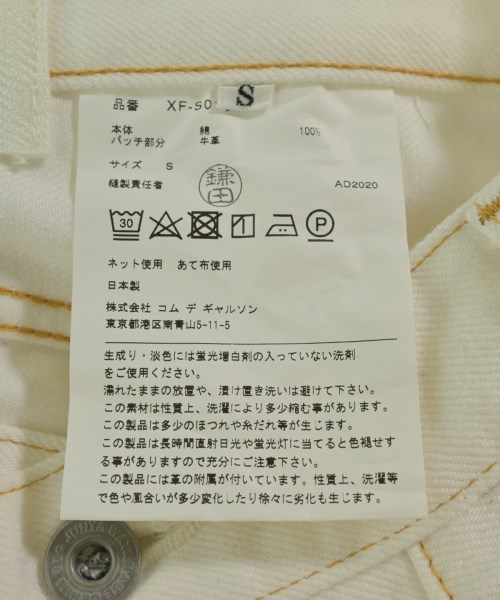 S
品番 XF-S0
本体 綿 100%
パッチ部分 牛革
サイズ S
縫製責任者 鎌田 AD2020
30 P
ネット使用 あて布使用
日本製
株式会社 コム デ ギャルソン
東京都港区南青山5-11-5
生成り・淡色には蛍光増白剤の入っていない洗剤
をご使用ください。
濡れたままの放置や、漬け置き洗いは避けて下さい。
この素材は性質上、洗濯により多少縮む事があります。
この製品は多少のほつれや糸だれ等が生じます。
この製品は長時間直射日光や蛍光灯に当てると色褪せす
る事がありますので充分にご注意下さい。
この製品には革の附属が付いています。性質上、洗濯等
で色や風合いが多少変化したり徐々に劣化も生じます。